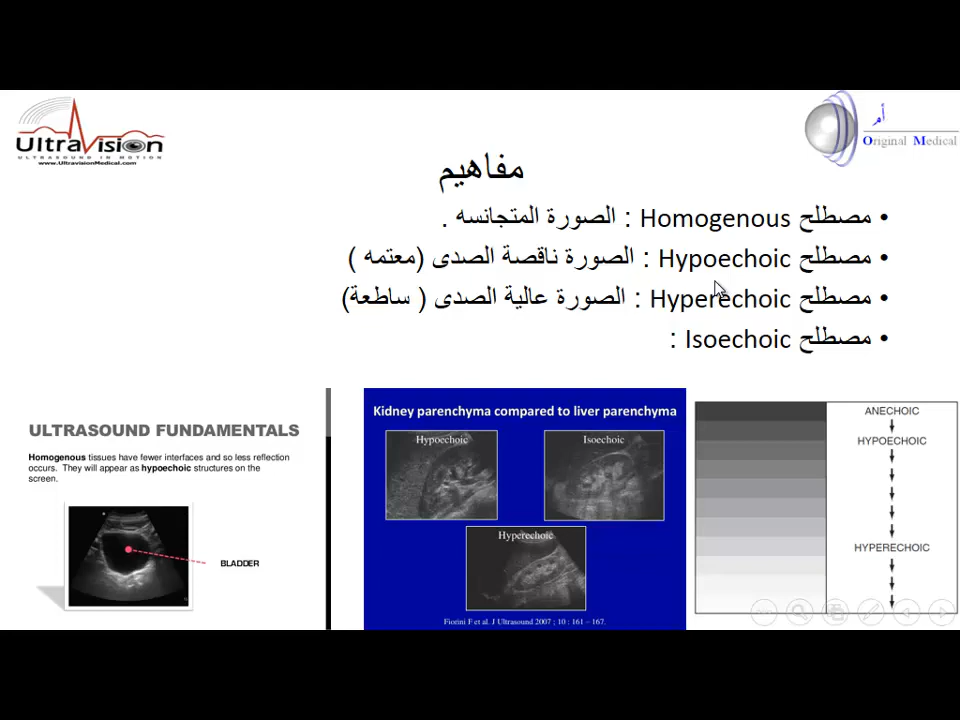 UltraVision
ULTRASOUND IN MOTION
www.UltravisionMedical.com
أم
Original Medical
مفاهيم
• مصطلح Homogenous : الصورة المتجانسه .
• مصطلح Hypoechoic : الصورة ناقصة الصدى (معتمه )
• مصطلح Hyperechoic : الصورة عالية الصدى ( ساطعة)
• مصطلح Isoechoic :
ULTRASOUND FUNDAMENTALS
Homogenous tissues have fewer interfaces and so less reflection
occurs. They will appear as hypoechoic structures on the
screen.
BLADDER
Kidney parenchyma compared to liver parenchyma
Hypoechoic
Isoechoic
Hyperechoic
Fiorini F et al. J Ultrasound 2007 ; 10 : 161 – 167.
ANECHOIC
HYPOECHOIC
HYPERECHOIC